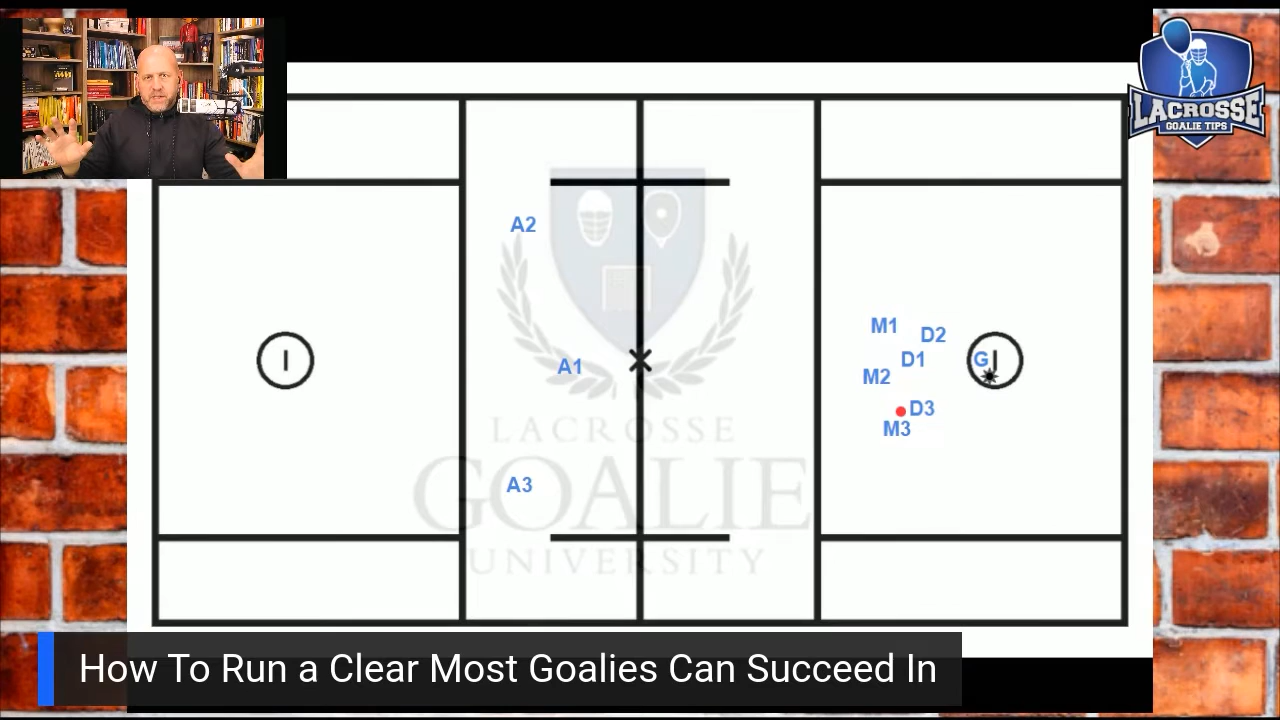 LACROSSE
GOALIE TIPS
A2
M1
D2
A1
D1
G
M2
D3
M3
A3
LACROSSE
GOALIE
UNIVERSITY
How To Run a Clear Most Goalies Can Succeed In